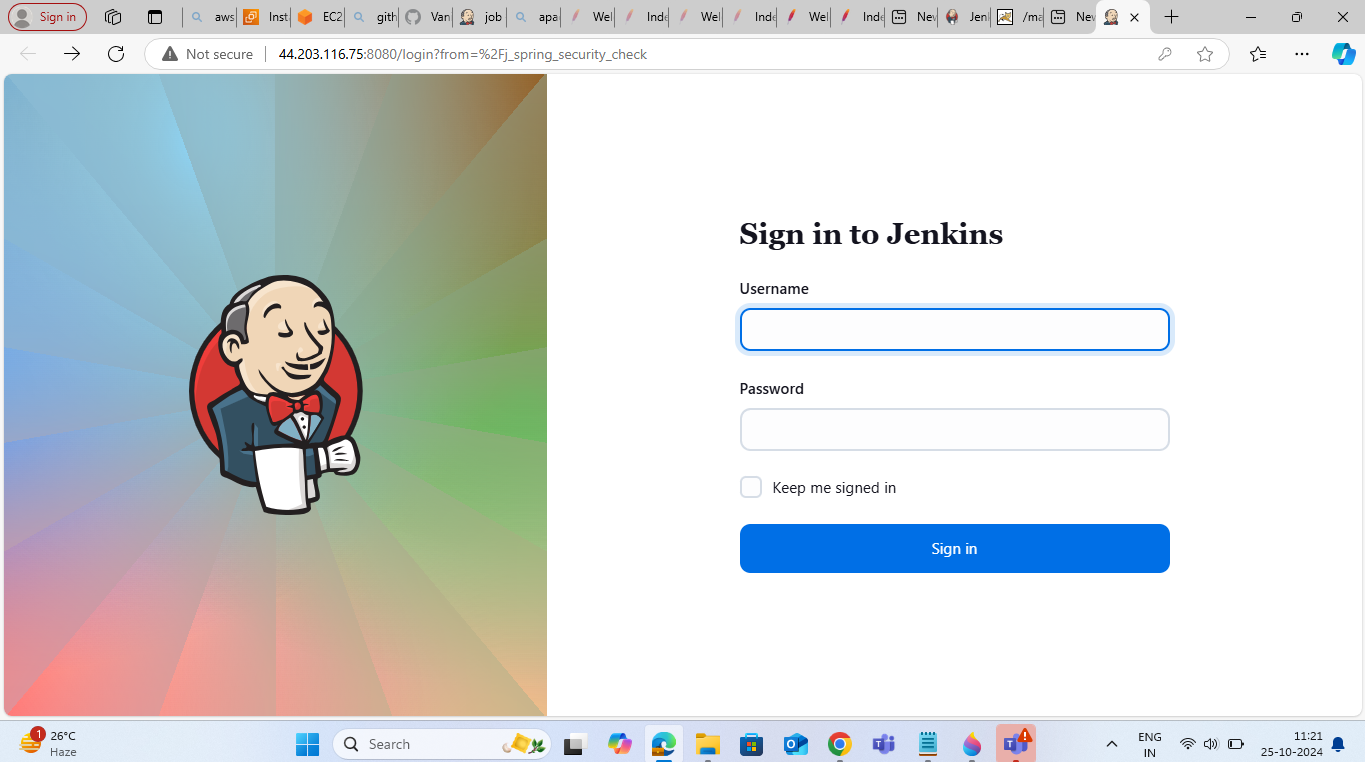 Sign in
aws
Inst
EC2
gith
Van
job
apa
Wel
Inde
Wel
Inde
Wel
Inde
Nev
Jenl
/ma
Nev
Not secure
44.203.116.75:8080/login?from=%2Fj_spring_security_check
Sign in to Jenkins
Username
Password
Keep me signed in
Sign in
1
26°C
Haze
Search
ENG
IN
11:21
25-10-2024